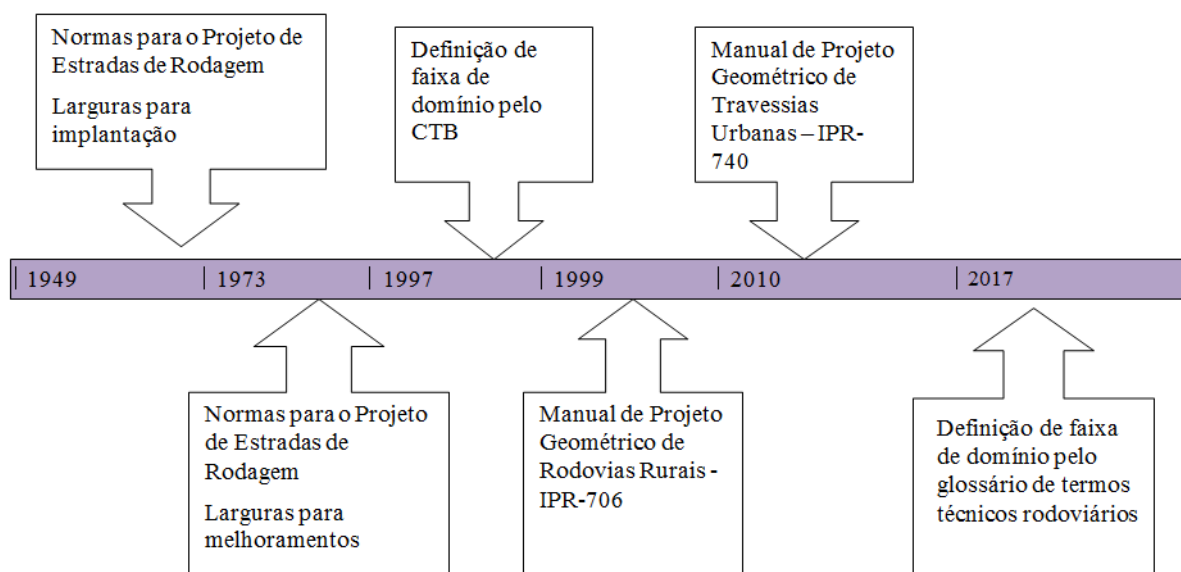 Normas para o Projeto de
Estradas de Rodagem
Larguras para
implantação
Definição de
faixa de
domínio pelo
CTB
Manual de Projeto
Geométrico de
Travessias
Urbanas – IPR-
740
1949
1973
1997
1999
2010
2017
Normas para o Projeto
de Estradas de
Rodagem
Larguras para
melhoramentos
Manual de Projeto
Geométrico de
Rodovias Rurais -
IPR-706
Definição de faixa
de domínio pelo
glossário de termos
técnicos rodoviários